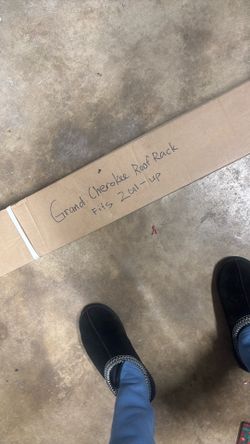 Grand Cherokee Roof Rack
Fits 2011-up